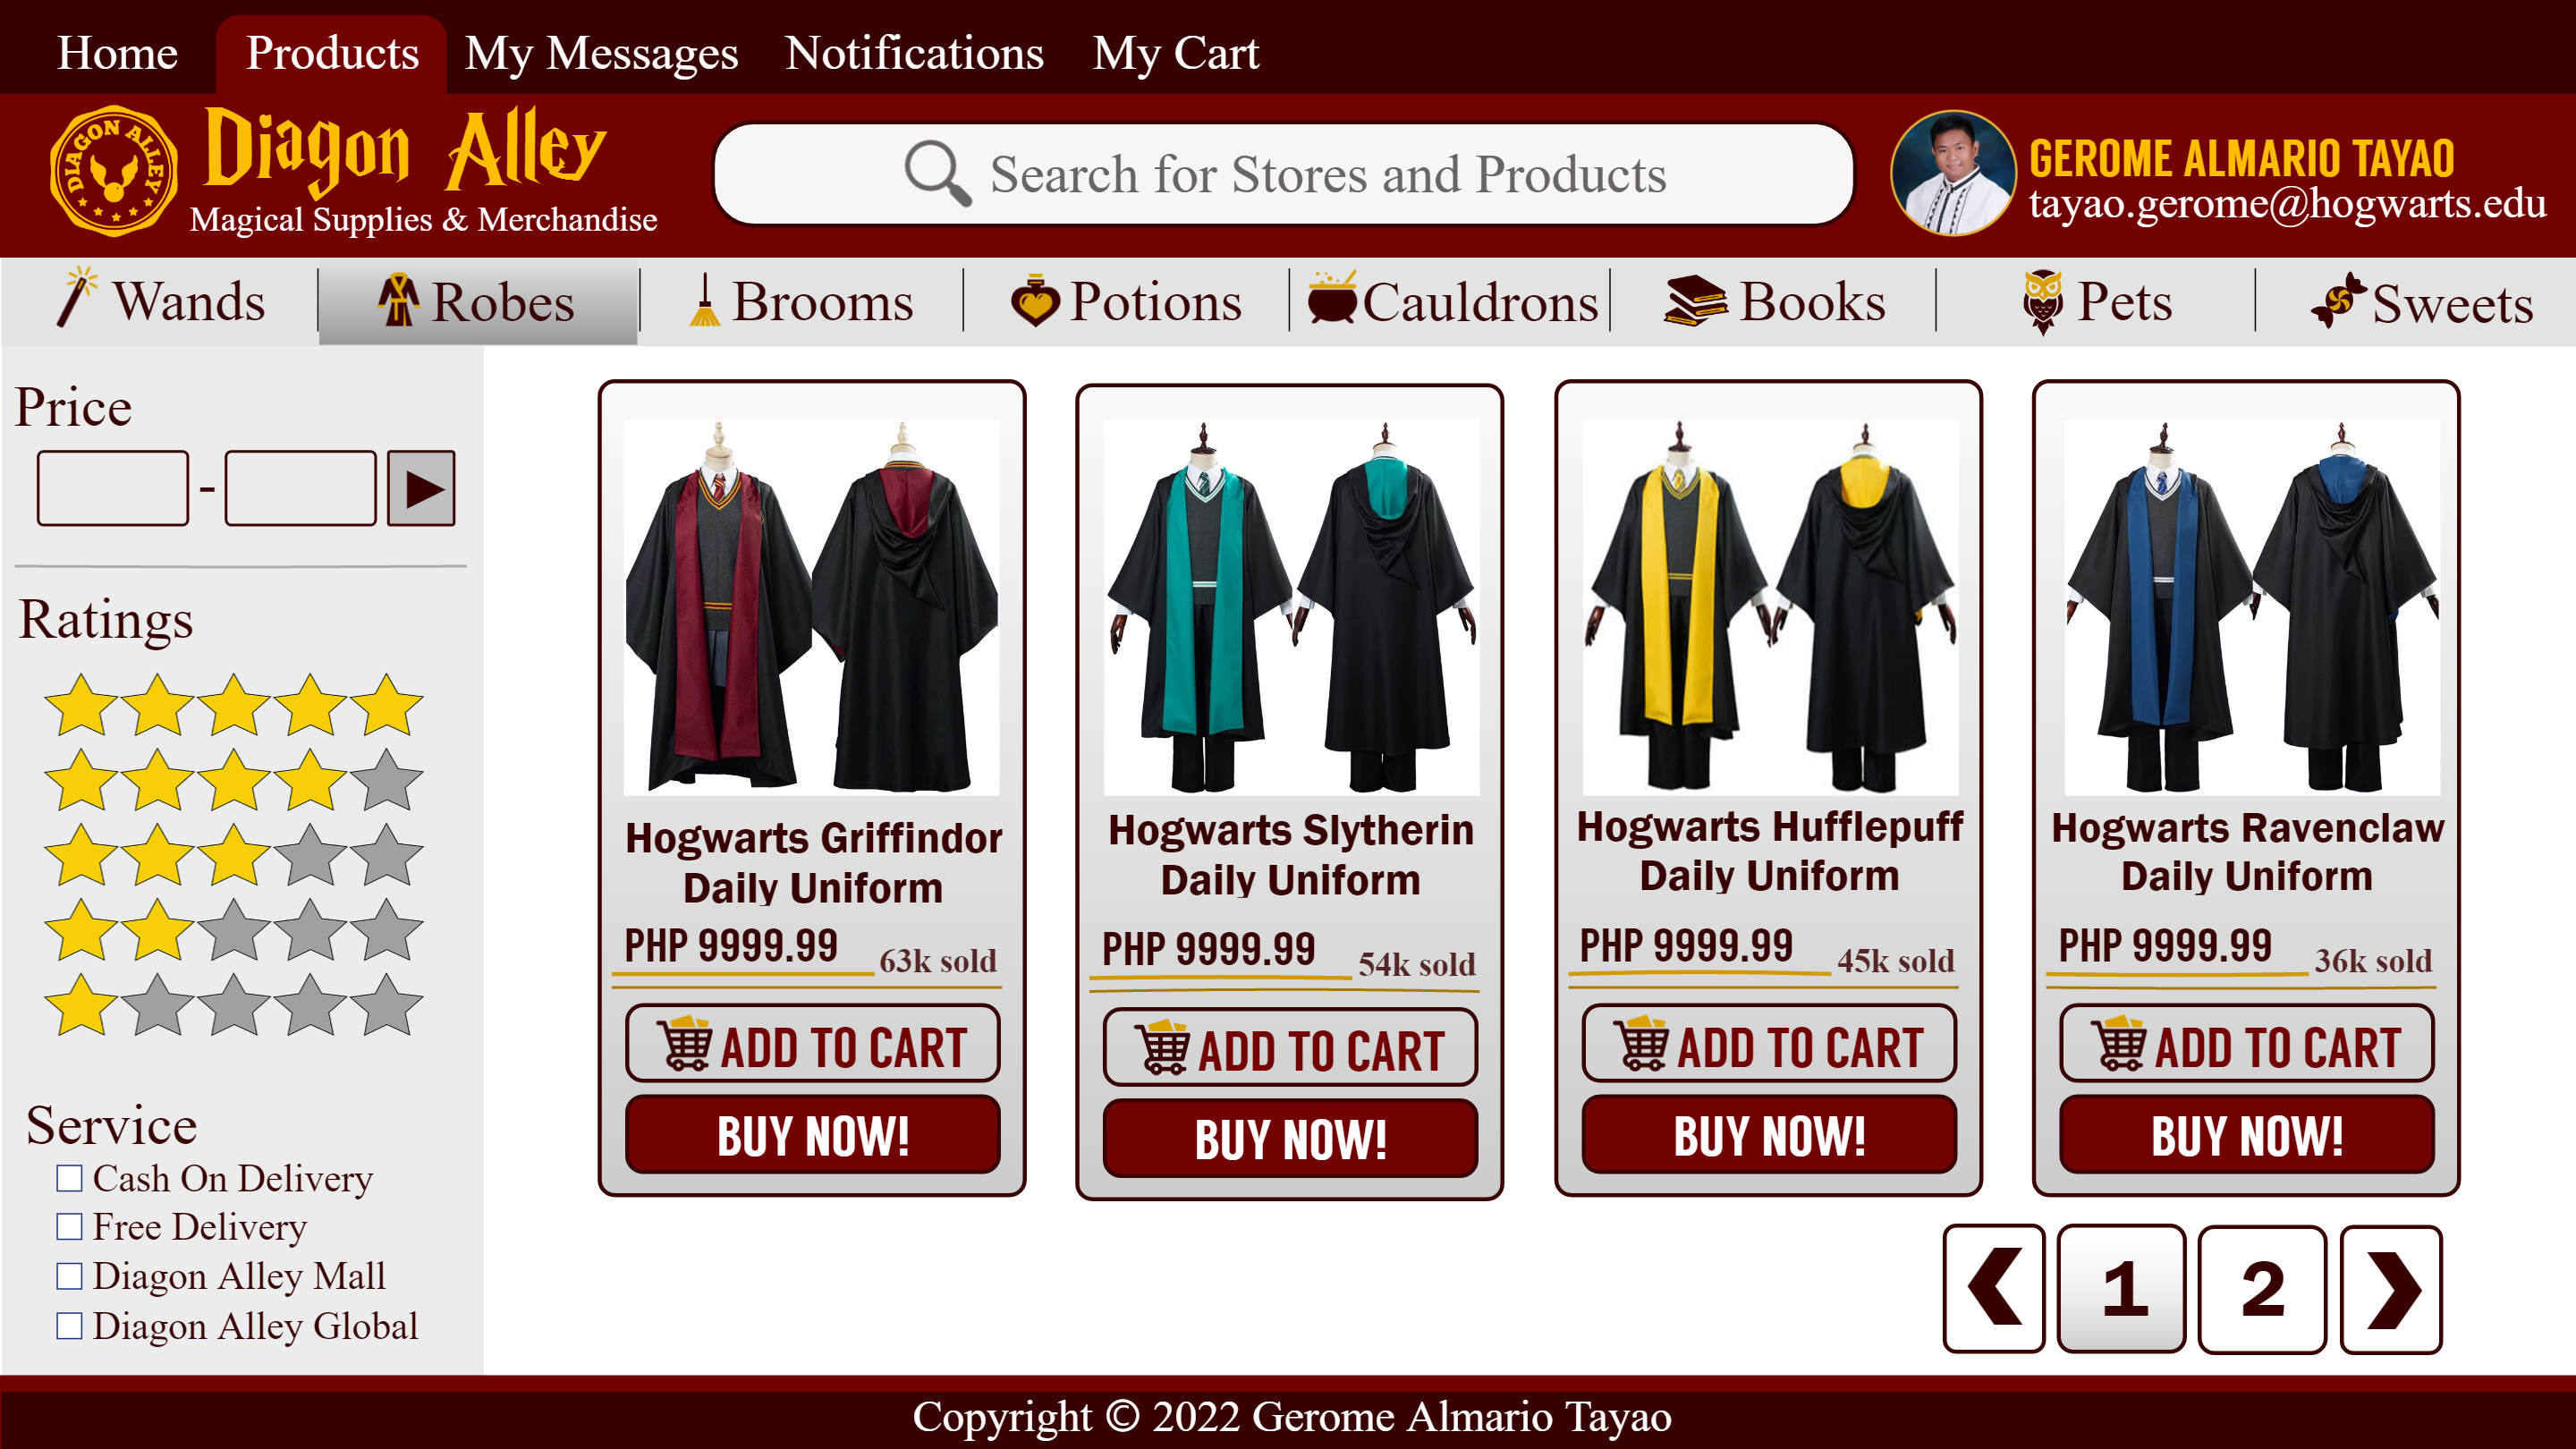 Home Products My Messages Notifications My Cart
DIAGON ALLEY
Diagon Alley
Magical Supplies & Merchandise
Search for Stores and Products
GEROME ALMARIO TAYAO
tayao.gerome@hogwarts.edu
Wands Robes Brooms Potions Cauldrons Books Pets Sweets
Price
-
Ratings
Service
Cash On Delivery
Free Delivery
Diagon Alley Mall
Diagon Alley Global
Hogwarts Griffindor
Daily Uniform
PHP 9999.99 63k sold
ADD TO CART
BUY NOW!
Hogwarts Slytherin
Daily Uniform
PHP 9999.99 54k sold
ADD TO CART
BUY NOW!
Hogwarts Hufflepuff
Daily Uniform
PHP 9999.99 45k sold
ADD TO CART
BUY NOW!
Hogwarts Ravenclaw
Daily Uniform
PHP 9999.99 36k sold
ADD TO CART
BUY NOW!
1 2
Copyright © 2022 Gerome Almario Tayao